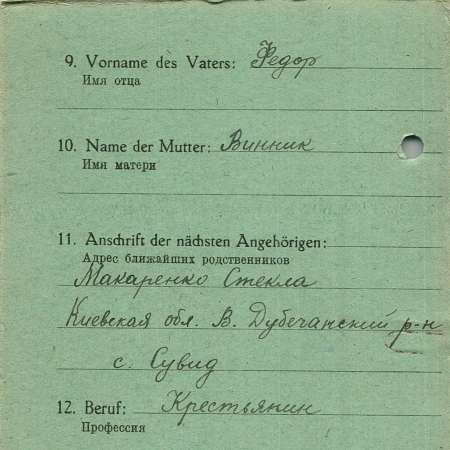 9. Vorname des Vaters: Федор
Имя отца
10. Name der Mutter: Винник
Имя матери
11. Anschrift der nächsten Angehörigen:
Адрес ближайших родственников
Макаренко Стекла
Киевская обл. В. Дубечанский р-н
с. Сувид
12. Beruf: Крестьянин
Профессия